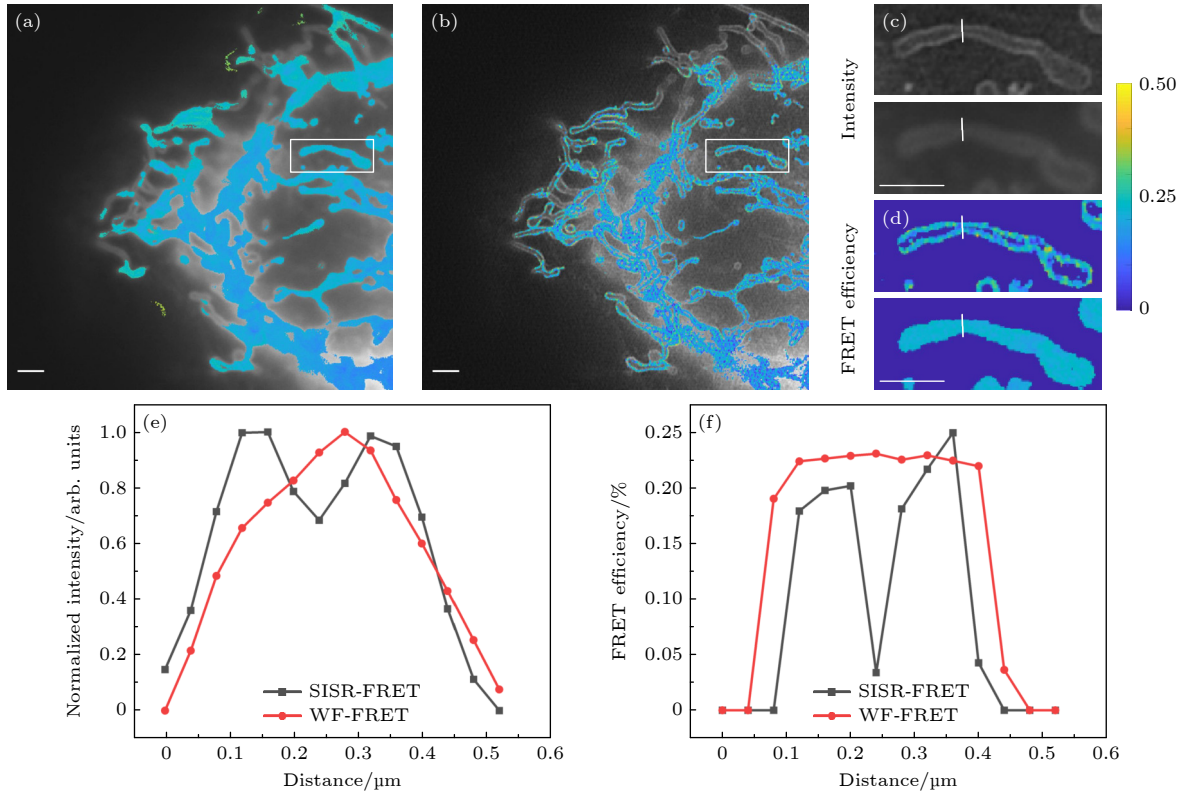 (a)
(b)
(c)
Intensity
(d)
FRET efficiency
0.50
0.25
0
(e)
Normalized intensity/arb. units
1.0
0.8
0.6
0.4
0.2
0
SISR-FRET
WF-FRET
0
0.1
0.2
0.3
0.4
0.5
0.6
Distance/µm
(f)
FRET efficiency/%
0.25
0.20
0.25
0.10
0.05
0
SISR-FRET
WF-FRET
0
0.1
0.2
0.3
0.4
0.5
0.6
Distance/µm